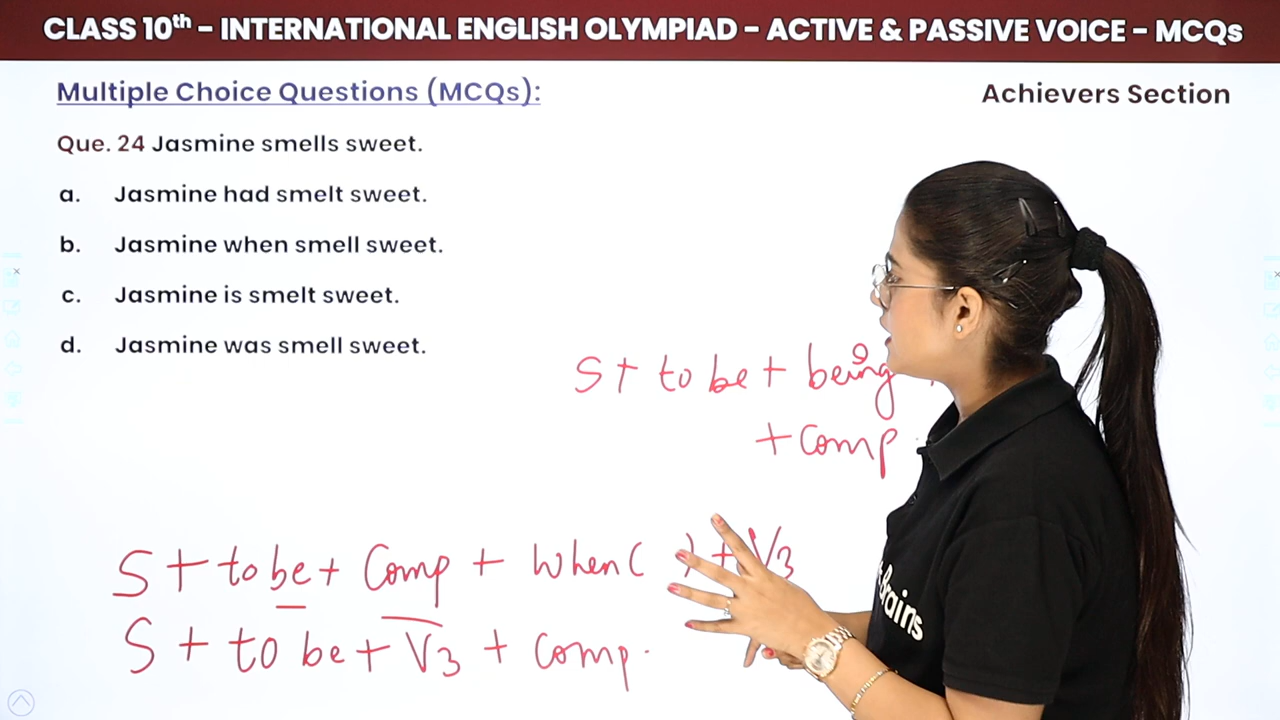 CLASS 10th – INTERNATIONAL ENGLISH OLYMPIAD – ACTIVE & PASSIVE VOICE – MCQs
Multiple Choice Questions (MCQs):
Achievers Section
Que. 24 Jasmine smells sweet.
a. Jasmine had smelt sweet.
b. Jasmine when smell sweet.
c. Jasmine is smelt sweet.
d. Jasmine was smell sweet.
S + to be + being
+ Comp
S + to be + Comp + When ( ) + V3
S + to be + V3 + comp.
Brains